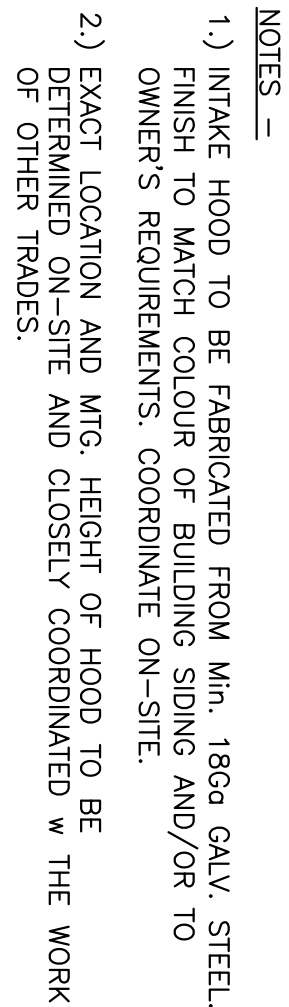 NOTES –
1.) INTAKE HOOD TO BE FABRICATED FROM Min. 18Ga GALV. STEEL.
FINISH TO MATCH COLOUR OF BUILDING SIDING AND/OR TO
OWNER'S REQUIREMENTS. COORDINATE ON–SITE.
2.) EXACT LOCATION AND MTG. HEIGHT OF HOOD TO BE
DETERMINED ON–SITE AND CLOSELY COORDINATED w THE WORK
OF OTHER TRADES.